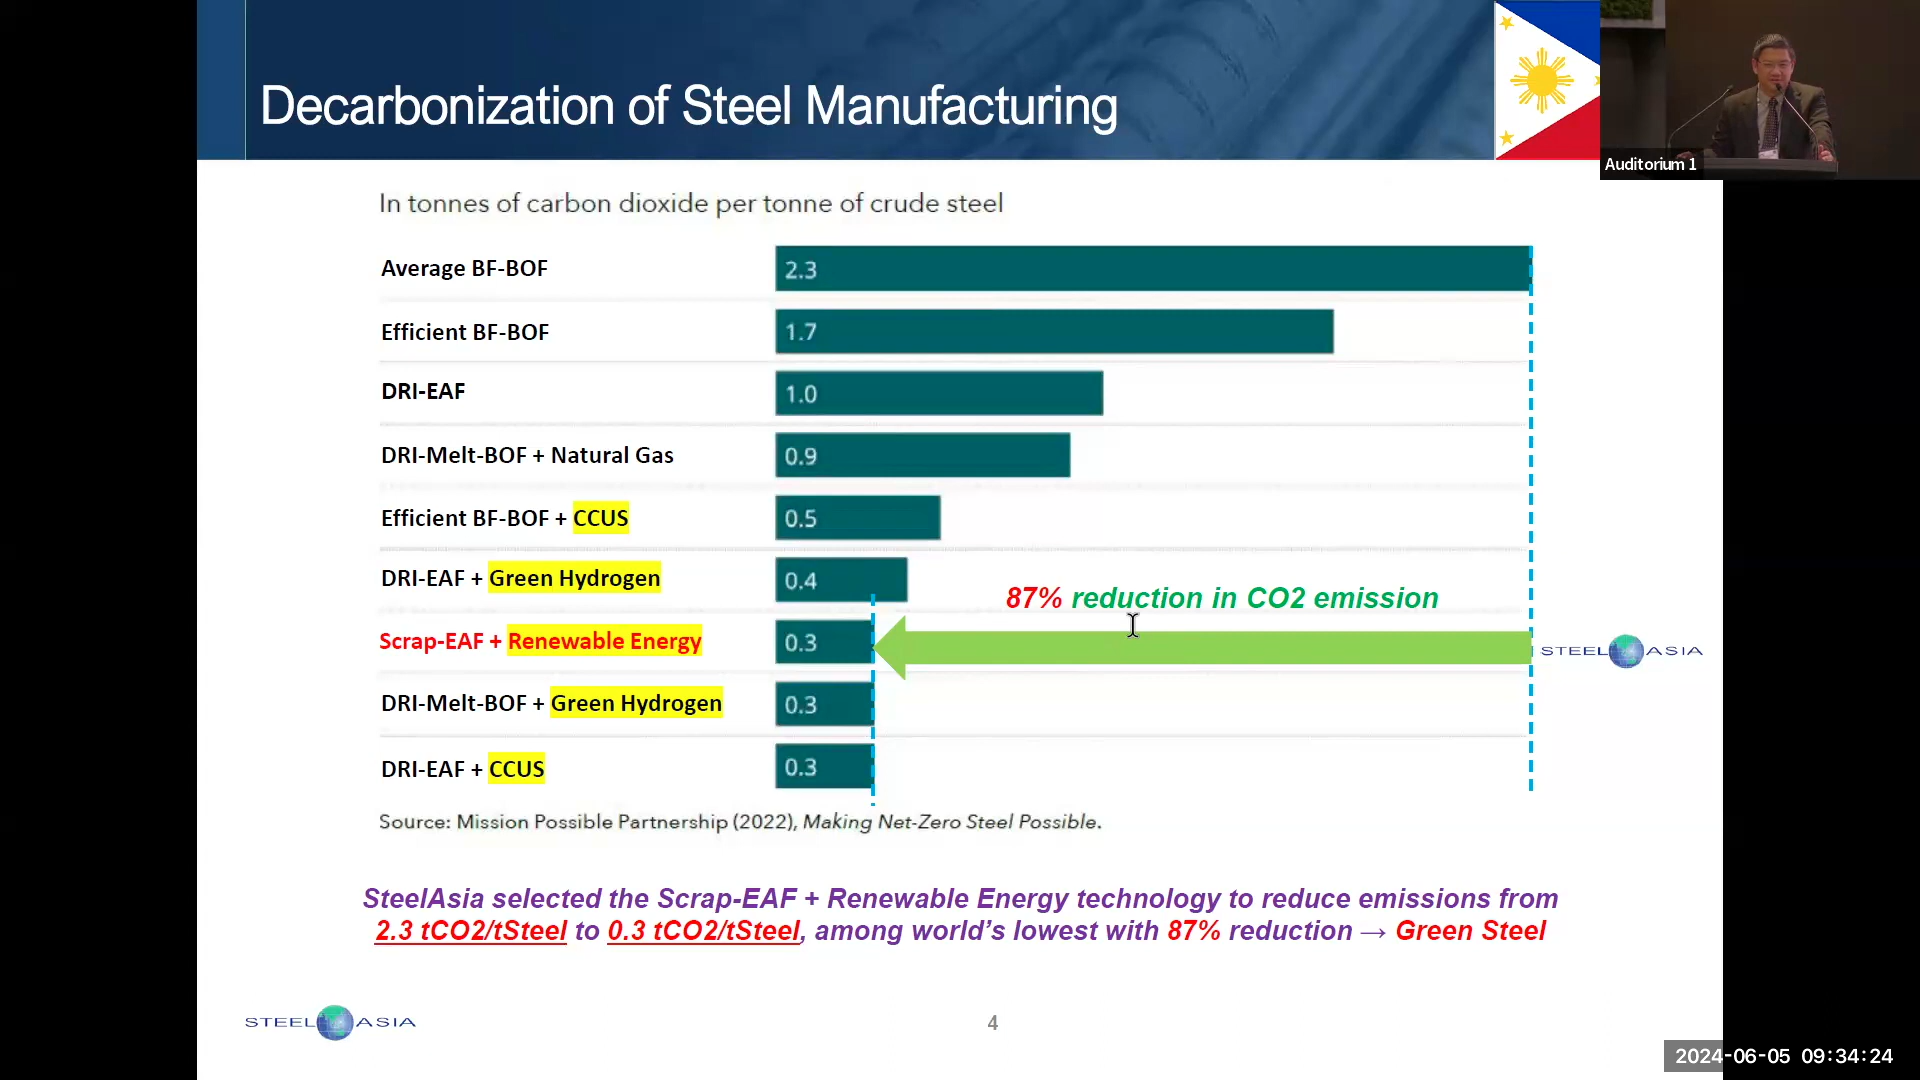 Decarbonization of Steel Manufacturing
Auditorium 1
In tonnes of carbon dioxide per tonne of crude steel
Average BF-BOF 2.3
Efficient BF-BOF 1.7
DRI-EAF 1.0
DRI-Melt-BOF + Natural Gas 0.9
Efficient BF-BOF + CCUS 0.5
DRI-EAF + Green Hydrogen 0.4
87% reduction in CO2 emission
Scrap-EAF + Renewable Energy 0.3
STEEL ASIA
DRI-Melt-BOF + Green Hydrogen 0.3
DRI-EAF + CCUS 0.3
Source: Mission Possible Partnership (2022), Making Net-Zero Steel Possible.
SteelAsia selected the Scrap-EAF + Renewable Energy technology to reduce emissions from
2.3 tCO2/tSteel to 0.3 tCO2/tSteel, among world's lowest with 87% reduction → Green Steel
STEEL ASIA
4
2024-06-05 09:34:24